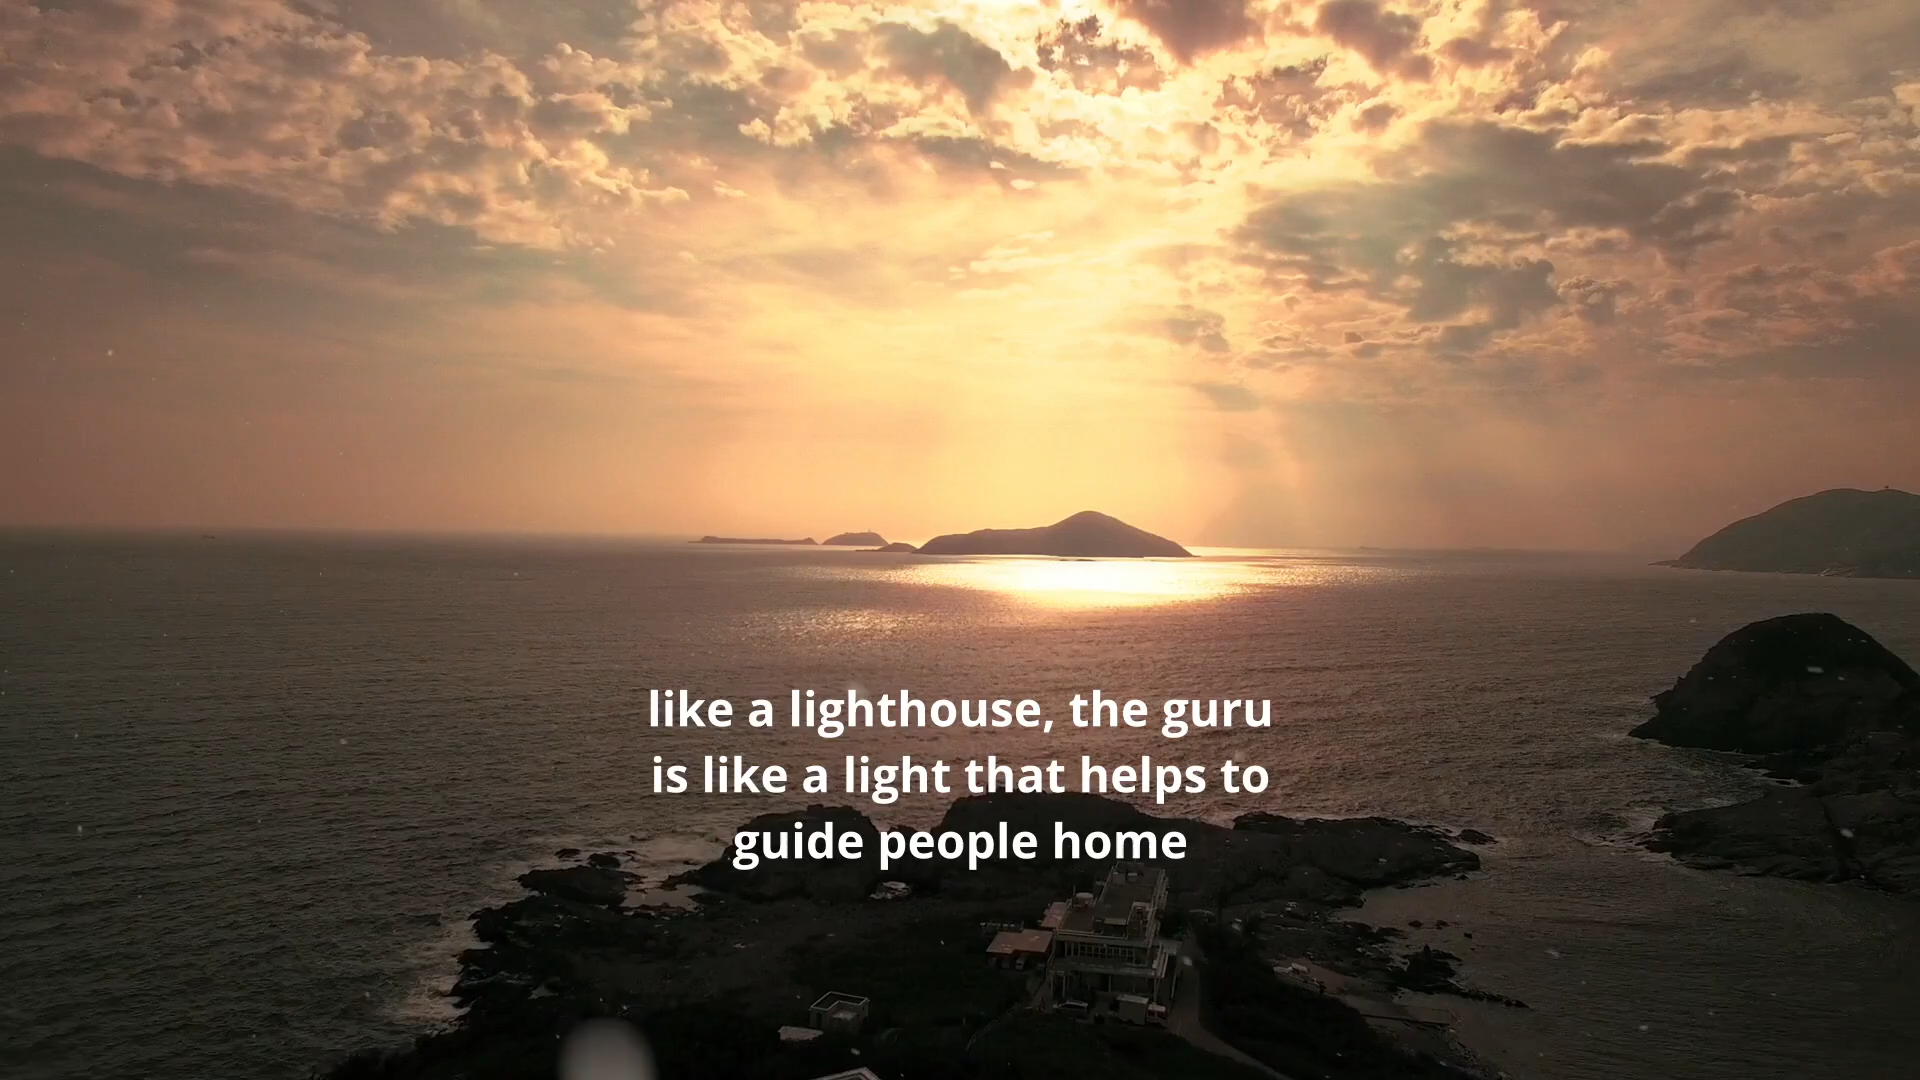 like a lighthouse, the guru
is like a light that helps to
guide people home